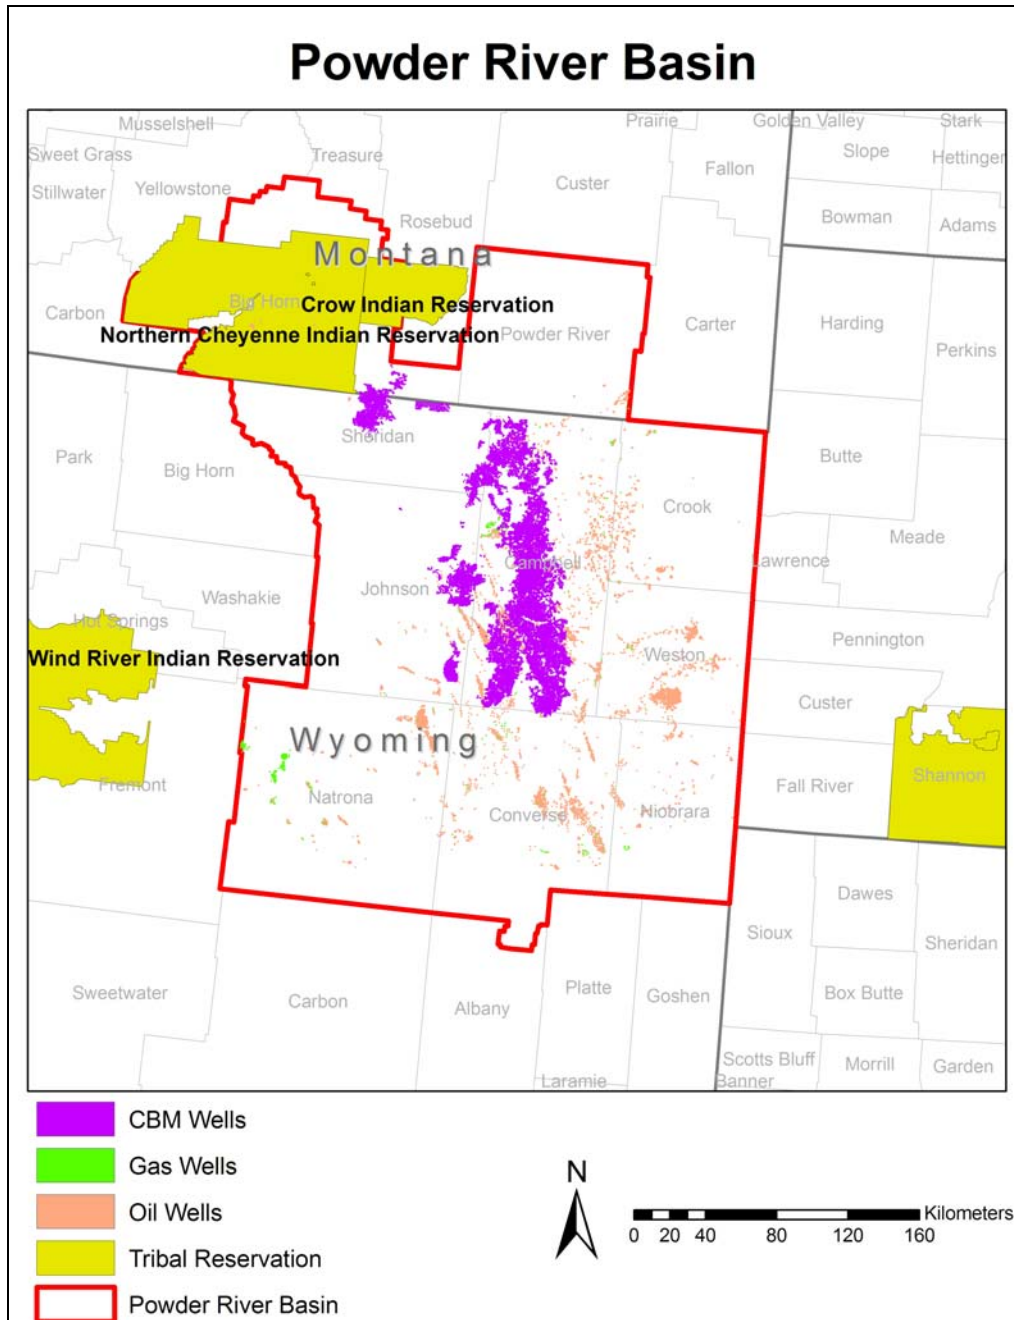 Powder River Basin
Musselshell
Prairie
Golden Valley
Stark
Sweet Grass
Treasure
Slope
Hettinger
Stillwater
Yellowstone
Custer
Fallon
Rosebud
Bowman
Adams
Montana
Big Horn
Crow Indian Reservation
Carbon
Northern Cheyenne Indian Reservation
Powder River
Carter
Harding
Perkins
Sheridan
Park
Big Horn
Butte
Crook
Meade
Campbell
Lawrence
Johnson
Washakie
Hot Springs
Pennington
Wind River Indian Reservation
Weston
Custer
Wyoming
Shannon
Fremont
Fall River
Natrona
Converse
Niobrara
Dawes
Sioux
Sheridan
Sweetwater
Carbon
Albany
Platte
Goshen
Box Butte
Scotts Bluff
Morrill
Garden
Laramie
Banner
CBM Wells
Gas Wells
Oil Wells
Tribal Reservation
Powder River Basin
N
Kilometers
0 20 40 80 120 160